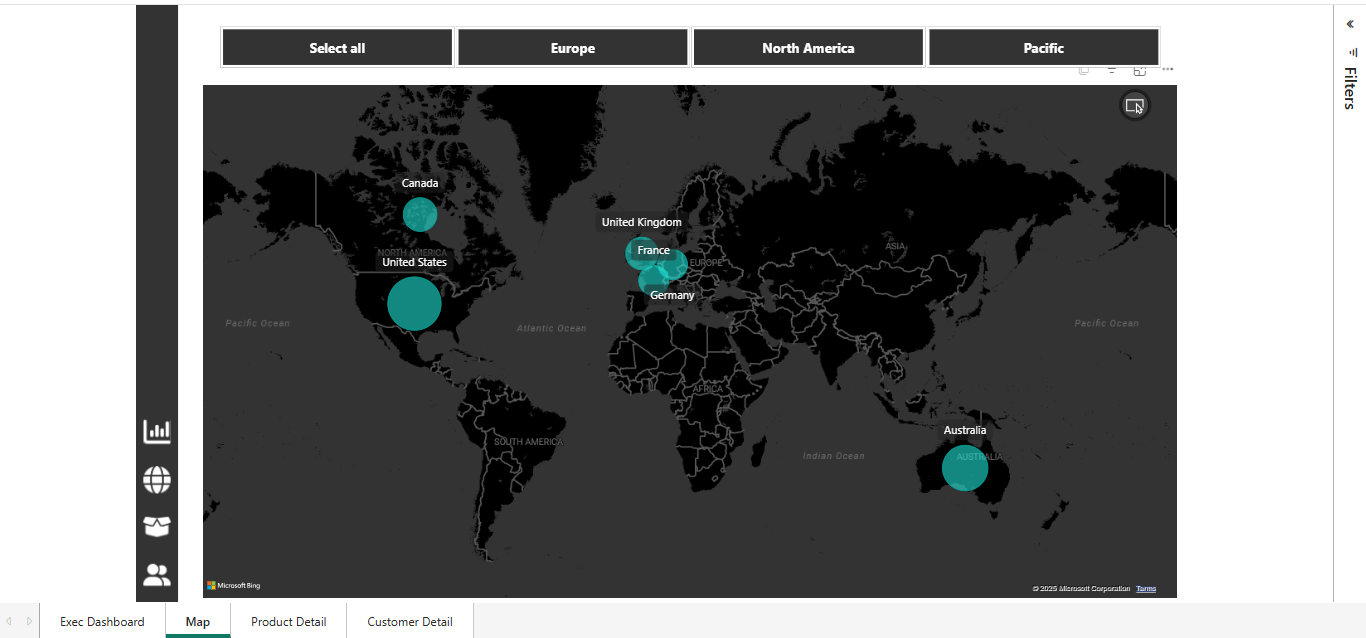 Select all
Europe
North America
Pacific
Filters
Canada
United Kingdom
NORTH AMERICA
France
ASIA
United States
EUROPE
Germany
Pacific Ocean
Atlantic Ocean
Pacific Ocean
AFRICA
Australia
SOUTH AMERICA
Indian Ocean
AUSTRALIA
Microsoft Bing
© 2025 Microsoft Corporation Terms
Exec Dashboard
Map
Product Detail
Customer Detail